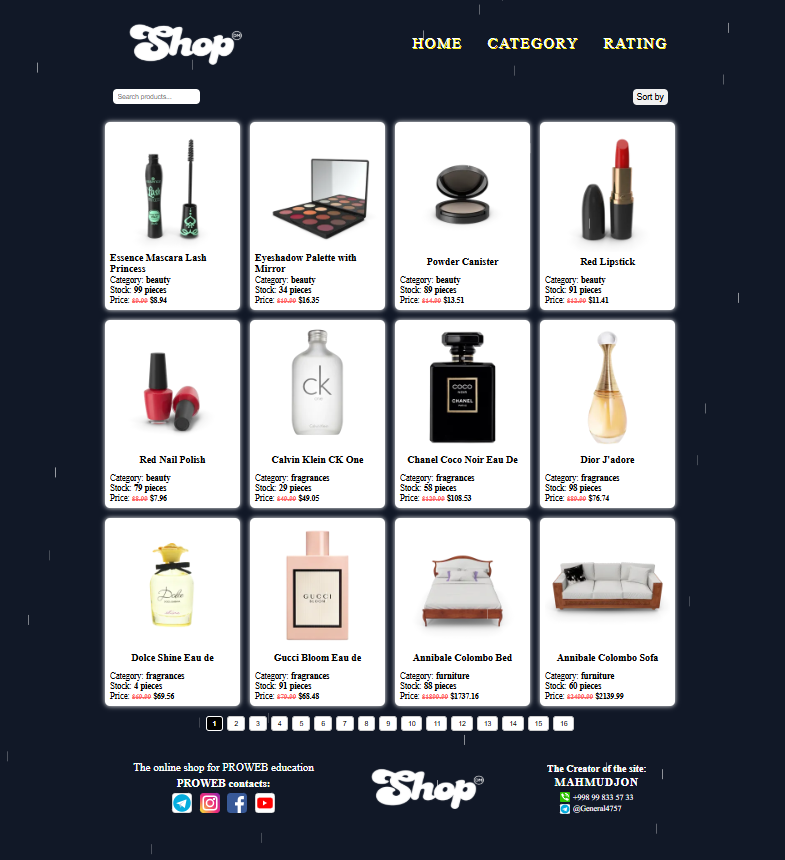 Shop
HOME CATEGORY RATING
Search products...
Sort by
Essence Mascara Lash
Princess
Category: beauty
Stock: 99 pieces
Price: $9.99 $8.94
Eyeshadow Palette with
Mirror
Category: beauty
Stock: 34 pieces
Price: $19.99 $16.35
Powder Canister
Category: beauty
Stock: 89 pieces
Price: $14.99 $13.51
Red Lipstick
Category: beauty
Stock: 91 pieces
Price: $12.99 $11.41
Red Nail Polish
Category: beauty
Stock: 79 pieces
Price: $8.99 $7.96
ck
Calvin Klein CK One
Category: fragrances
Stock: 29 pieces
Price: $49.99 $49.05
COCO
NOIR
CHANEL
PARIS
Chanel Coco Noir Eau De
Category: fragrances
Stock: 58 pieces
Price: $129.99 $108.53
Dior J'adore
Category: fragrances
Stock: 98 pieces
Price: $89.99 $76.74
Dolce
Dolce Shine Eau de
Category: fragrances
Stock: 4 pieces
Price: $69.99 $69.56
GUCCI
BLOOM
Gucci Bloom Eau de
Category: fragrances
Stock: 91 pieces
Price: $79.99 $68.48
Annibale Colombo Bed
Category: furniture
Stock: 88 pieces
Price: $1899.99 $1737.16
Annibale Colombo Sofa
Category: furniture
Stock: 60 pieces
Price: $2499.99 $2139.99
1 2 3 4 5 6 7 8 9 10 11 12 13 14 15 16
The online shop for PROWEB education
PROWEB contacts:
Shop
The Creator of the site:
MAHMUDJON
+998 99 833 57 33
@General4757